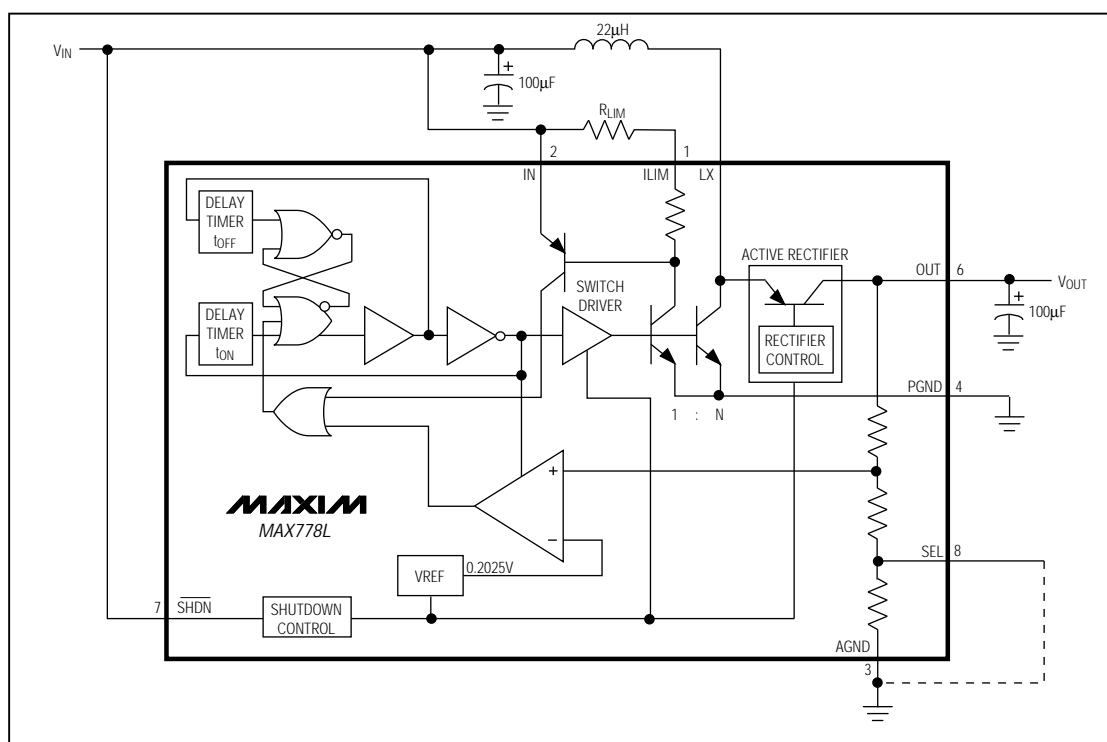 22µH
VIN
100µF
+
RLIM
2
1
IN
ILIM
LX
DELAY
TIMER
tOFF
ACTIVE RECTIFIER
OUT
6
VOUT
SWITCH
DRIVER
+
100µF
DELAY
TIMER
tON
RECTIFIER
CONTROL
PGND
4
1 : N
+
MAXIM
MAX778L
−
SEL
8
VREF
0.2025V
7
SHDN
SHUTDOWN
CONTROL
AGND
3